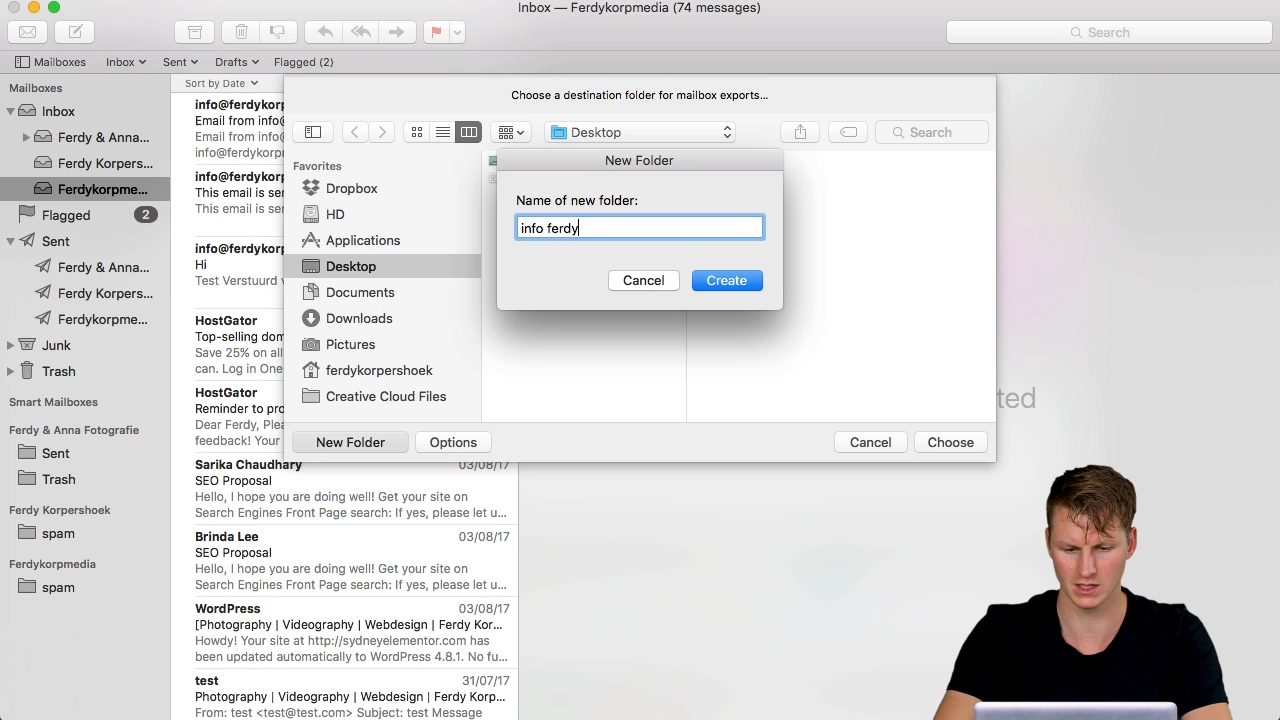 Inbox — Ferdykorpmedia (74 messages)
Search
Mailboxes
Inbox
Sent
Drafts
Flagged (2)
Mailboxes
Inbox
Ferdy & Anna...
Ferdy Korpers...
Ferdykorpme...
Flagged
2
Sent
Ferdy & Anna...
Ferdy Korpers...
Ferdykorpme...
Junk
Trash
Smart Mailboxes
Ferdy & Anna Fotografie
Sent
Trash
Ferdy Korpershoek
spam
Ferdykorpmedia
spam
Sort by Date
info@ferdykorp
Email from info@
Email from info@
info@ferdykorpm
info@ferdykorp
This email is se
This email is ser
info@ferdykorp
Hi
Test Verstuurd v
HostGator
Top-selling dom
Save 25% on all
can. Log in One
HostGator
Reminder to pro
Dear Ferdy, Plea
feedback! Your
Sarika Chaudhary
03/08/17
SEO Proposal
Hello, I hope you are doing well! Get your site on
Search Engines Front Page search: If yes, please let u...
Brinda Lee
03/08/17
SEO Proposal
Hello, I hope you are doing well! Get your site on
Search Engines Front Page search: If yes, please let u...
WordPress
03/08/17
[Photography | Videography | Webdesign | Ferdy Kor...
Howdy! Your site at http://sydneyelementor.com has
been updated automatically to WordPress 4.8.1. No fu...
test
31/07/17
Photography | Videography | Webdesign | Ferdy Korp...
From: test <test@test.com> Subject: test Message
Choose a destination folder for mailbox exports...
Desktop
Search
Favorites
Dropbox
HD
Applications
Desktop
Documents
Downloads
Pictures
ferdykorpershoek
Creative Cloud Files
New Folder
Name of new folder:
info ferdy
Cancel
Create
New Folder
Options
Cancel
Choose
ted